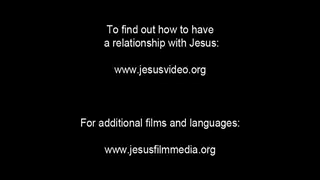 To find out how to have
a relationship with Jesus:
www.jesusvideo.org
For additional films and languages:
www.jesusfilmmedia.org